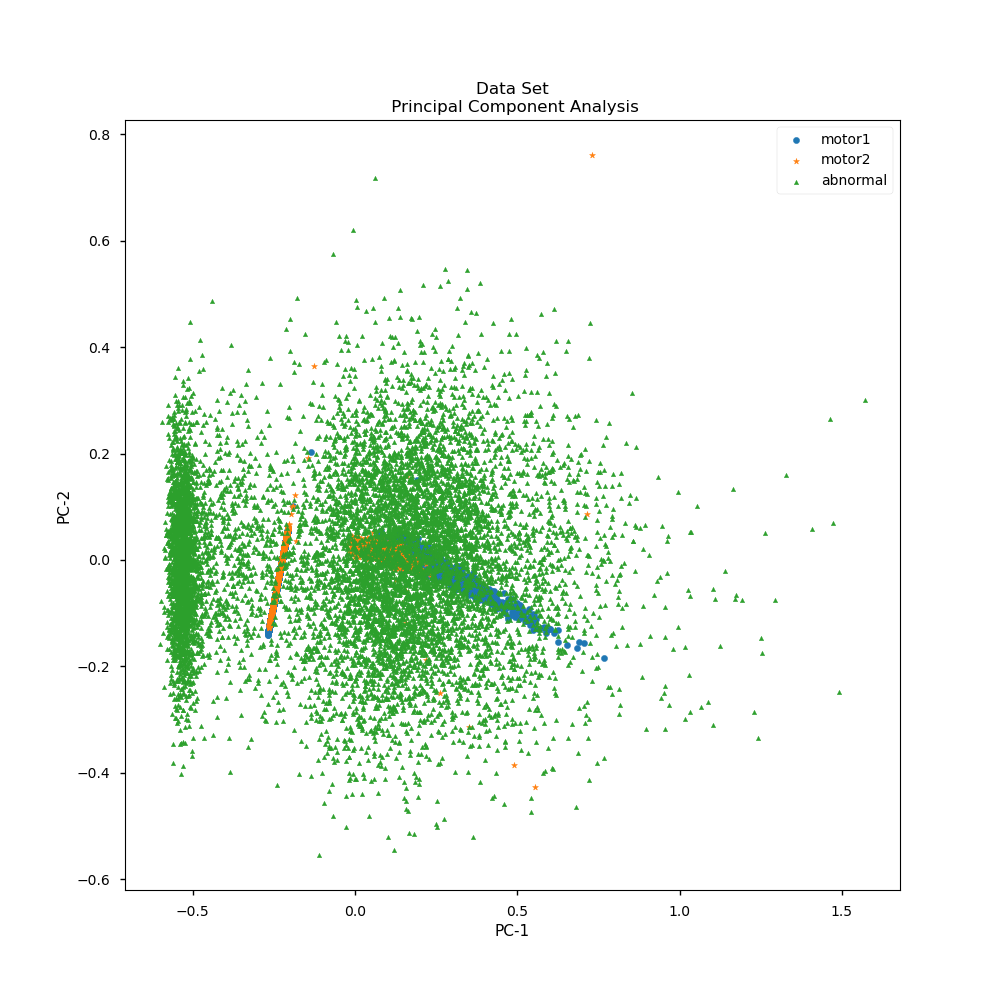 Data Set
Principal Component Analysis
motor1
motor2
abnormal
0.8
0.6
0.4
0.2
0.0
−0.2
−0.4
−0.6
PC-2
−0.5
0.0
0.5
1.0
1.5
PC-1